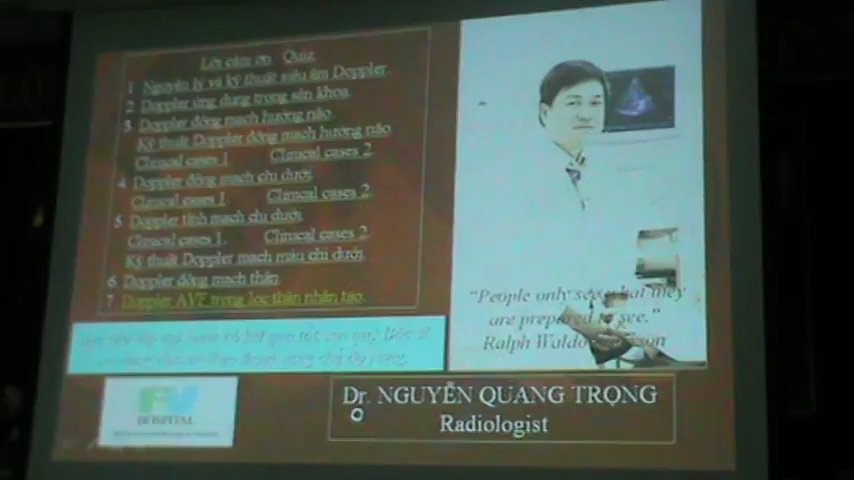 Lời cảm ơn. Quiz.
1 Nguyên lý và kỹ thuật siêu âm Doppler.
2 Doppler ứng dụng trong sản khoa.
3 Doppler động mạch hướng não.
Kỹ thuật Doppler động mạch hướng não
Clinical cases 1. Clinical cases 2.
4 Doppler động mạch chi dưới.
Clinical cases 1. Clinical cases 2.
5 Doppler tĩnh mạch chi dưới.
Clinical cases 1. Clinical cases 2.
Kỹ thuật Doppler mạch máu chi dưới.
6 Doppler động mạch thận.
7 Doppler AVF trong lọc thận nhân tạo.
"People only see what they
are prepared to see."
Ralph Waldo
FV
HOSPITAL
Dr. NGUYỄN QUANG TRỌNG
Radiologist